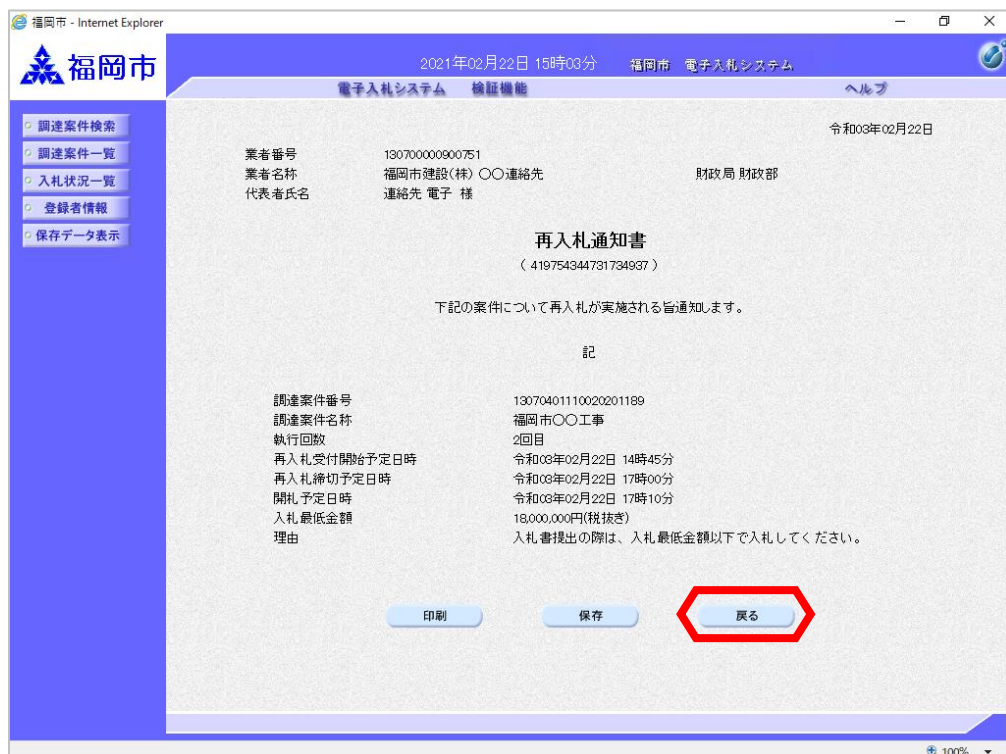 福岡市 - Internet Explorer
福岡市
2021年02月22日 15時03分 福岡市 電子入札システム
電子入札システム 検証機能 ヘルプ
調達案件検索
調達案件一覧
入札状況一覧
登録者情報
保存データ表示
令和03年02月22日
業者番号 130700000900751
業者名称 福岡市建設(株) 〇〇連絡先 財政局 財政部
代表者氏名 連絡先 電子 様
再入札通知書
( 419754344731734937 )
下記の案件について再入札が実施される旨通知します。
記
調達案件番号 13070401110020201189
調達案件名称 福岡市〇〇工事
執行回数 2回目
再入札受付開始予定日時 令和03年02月22日 14時45分
再入札締切予定日時 令和03年02月22日 17時00分
開札予定日時 令和03年02月22日 17時10分
入札最低金額 18,000,000円(税抜き)
理由 入札書提出の際は、入札最低金額以下で入札してください。
印刷 保存 戻る
100%